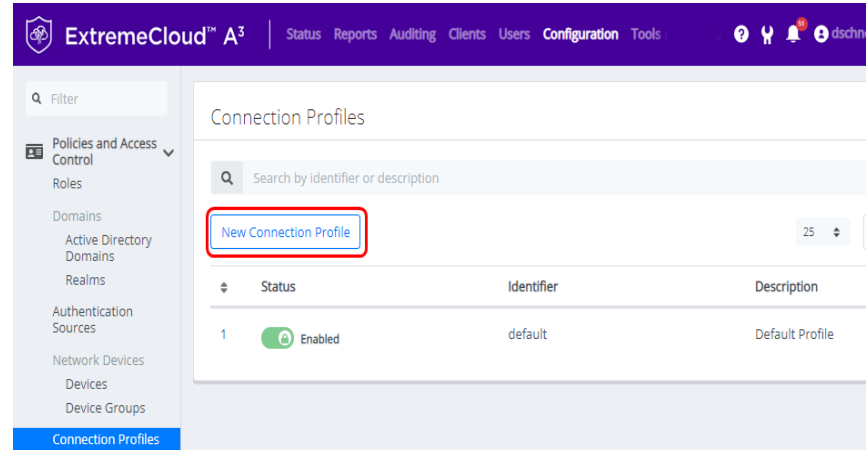 ExtremeCloud™ A³
Status Reports Auditing Clients Users Configuration Tools
53
dschn
Filter
Policies and Access
Control
Roles
Domains
Active Directory
Domains
Realms
Authentication
Sources
Network Devices
Devices
Device Groups
Connection Profiles
Connection Profiles
Search by identifier or description
New Connection Profile
25
Status Identifier Description
1 Enabled default Default Profile